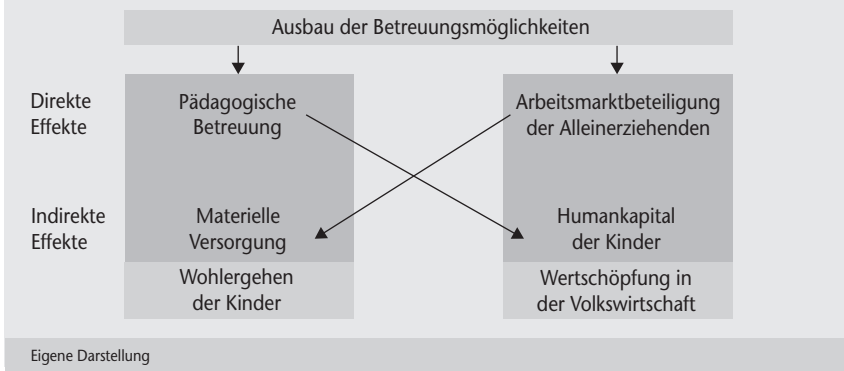 Ausbau der Betreuungsmöglichkeiten
Direkte
Effekte
Pädagogische
Betreuung
Arbeitsmarktbeteiligung
der Alleinerziehenden
Indirekte
Effekte
Materielle
Versorgung
Humankapital
der Kinder
Wohlergehen
der Kinder
Wertschöpfung in
der Volkswirtschaft
Eigene Darstellung